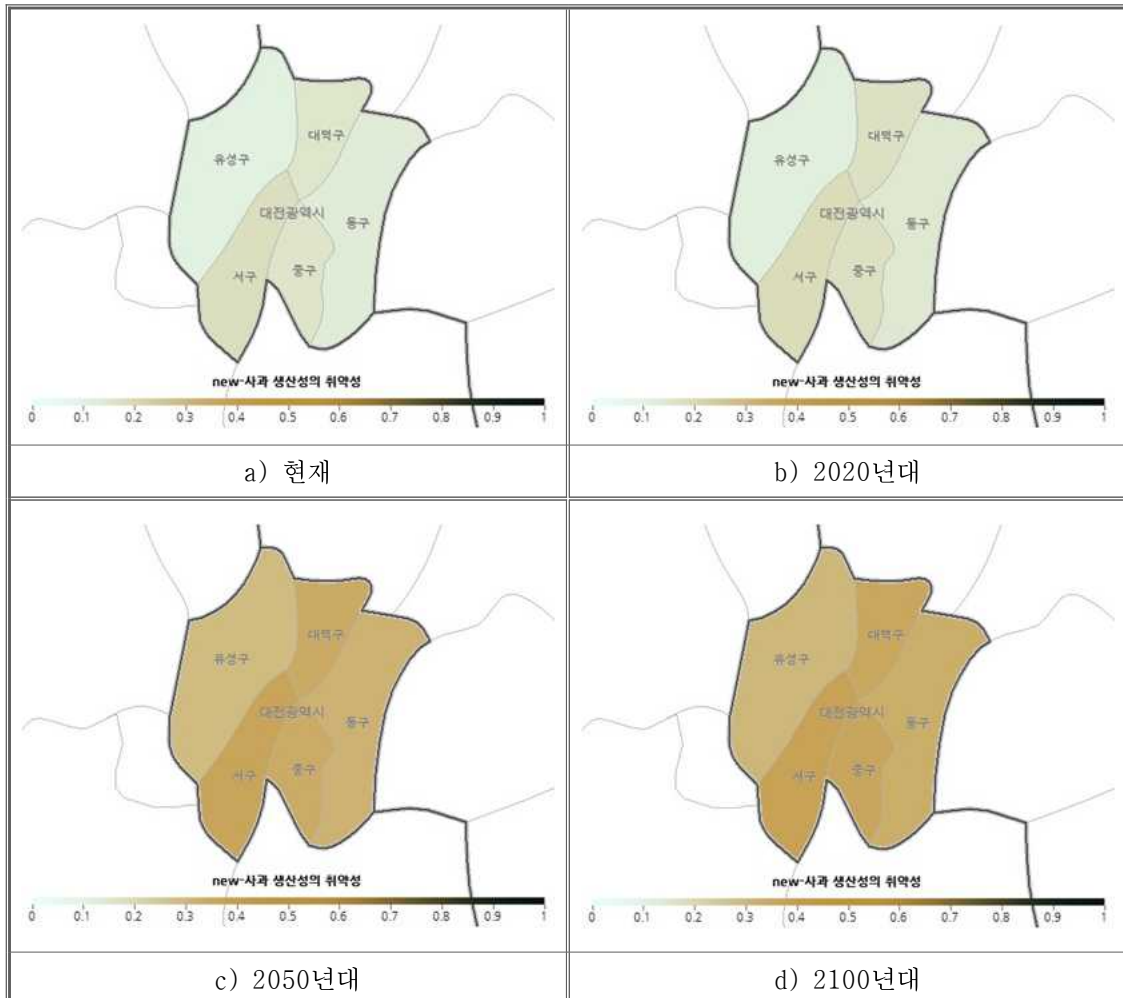 대덕구
유성구
대전광역시
동구
서구
중구
new-사과 생산성의 취약성
0 0.1 0.2 0.3 0.4 0.5 0.6 0.7 0.8 0.9 1
a) 현재
대덕구
유성구
대전광역시
동구
서구
중구
new-사과 생산성의 취약성
0 0.1 0.2 0.3 0.4 0.5 0.6 0.7 0.8 0.9 1
b) 2020년대
대덕구
유성구
대전광역시
동구
서구
중구
new-사과 생산성의 취약성
0 0.1 0.2 0.3 0.4 0.5 0.6 0.7 0.8 0.9 1
c) 2050년대
대덕구
유성구
대전광역시
동구
서구
중구
new-사과 생산성의 취약성
0 0.1 0.2 0.3 0.4 0.5 0.6 0.7 0.8 0.9 1
d) 2100년대